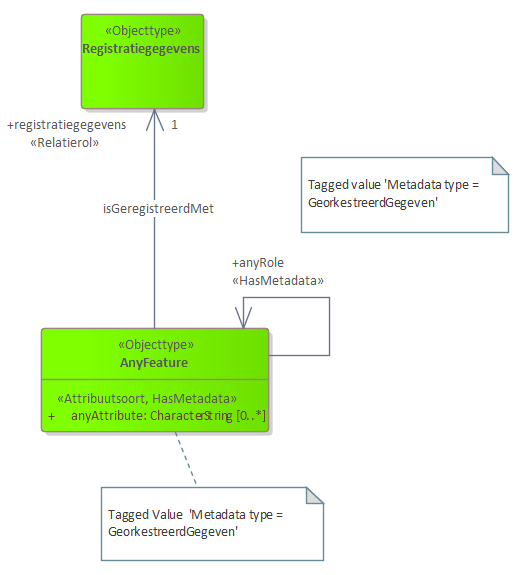 «Objecttype»
Registratiegegevens
+registratiegegevens 1
«Relatierol»
Tagged value 'Metadata type =
GeorkestreerdGegeven'
isGeregistreerdMet
+anyRole
«HasMetadata»
«Objecttype»
AnyFeature
«Attribuutsoort, HasMetadata»
+ anyAttribute: CharacterString [0..*]
Tagged Value 'Metadata type =
GeorkestreerdGegeven'